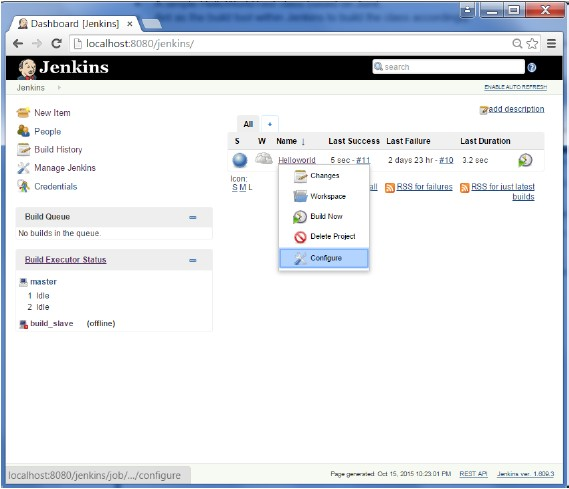 Dashboard [Jenkins]
localhost:8080/jenkins/
Jenkins
search
Jenkins
ENABLE AUTO REFRESH
New Item
People
Build History
Manage Jenkins
Credentials
add description
All +
S W Name ↓ Last Success Last Failure Last Duration
Helloworld 5 sec - #11 2 days 23 hr - #10 3.2 sec
Icon:
S M L
all RSS for failures RSS for just latest
builds
Changes
Workspace
Build Now
Delete Project
Configure
Build Queue
No builds in the queue.
Build Executor Status
master
1 Idle
2 Idle
build_slave (offline)
localhost:8080/jenkins/job/.../configure
Page generated: Oct 15, 2015 10:23:01 PM REST API Jenkins ver. 1.609.3